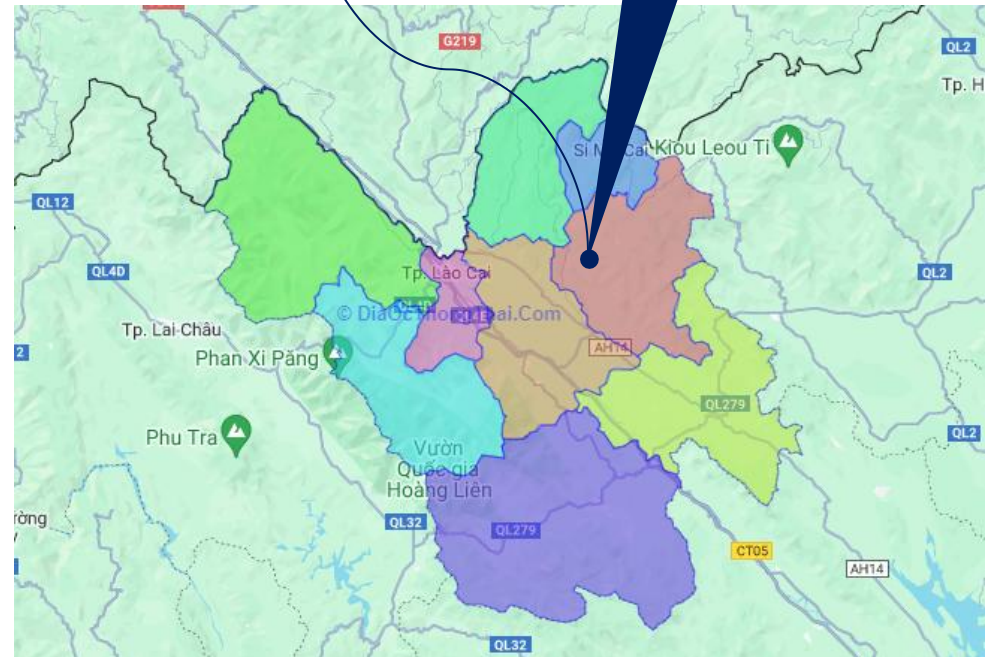 G219
QL2
Tp. H
Si Ma Cai
Kiou Leou Ti
QL12
QL4D
QL2
Tp. Lào Cai
QL4D
© DiaOcThongThai.Com
Tp. Lai Châu
2
Phan Xi Păng
AH14
QL279
Phu Tra
QL2
Vườn
Quốc gia
Hoàng Liên
QL32
QL279
ường
CT05
AH14
QL32